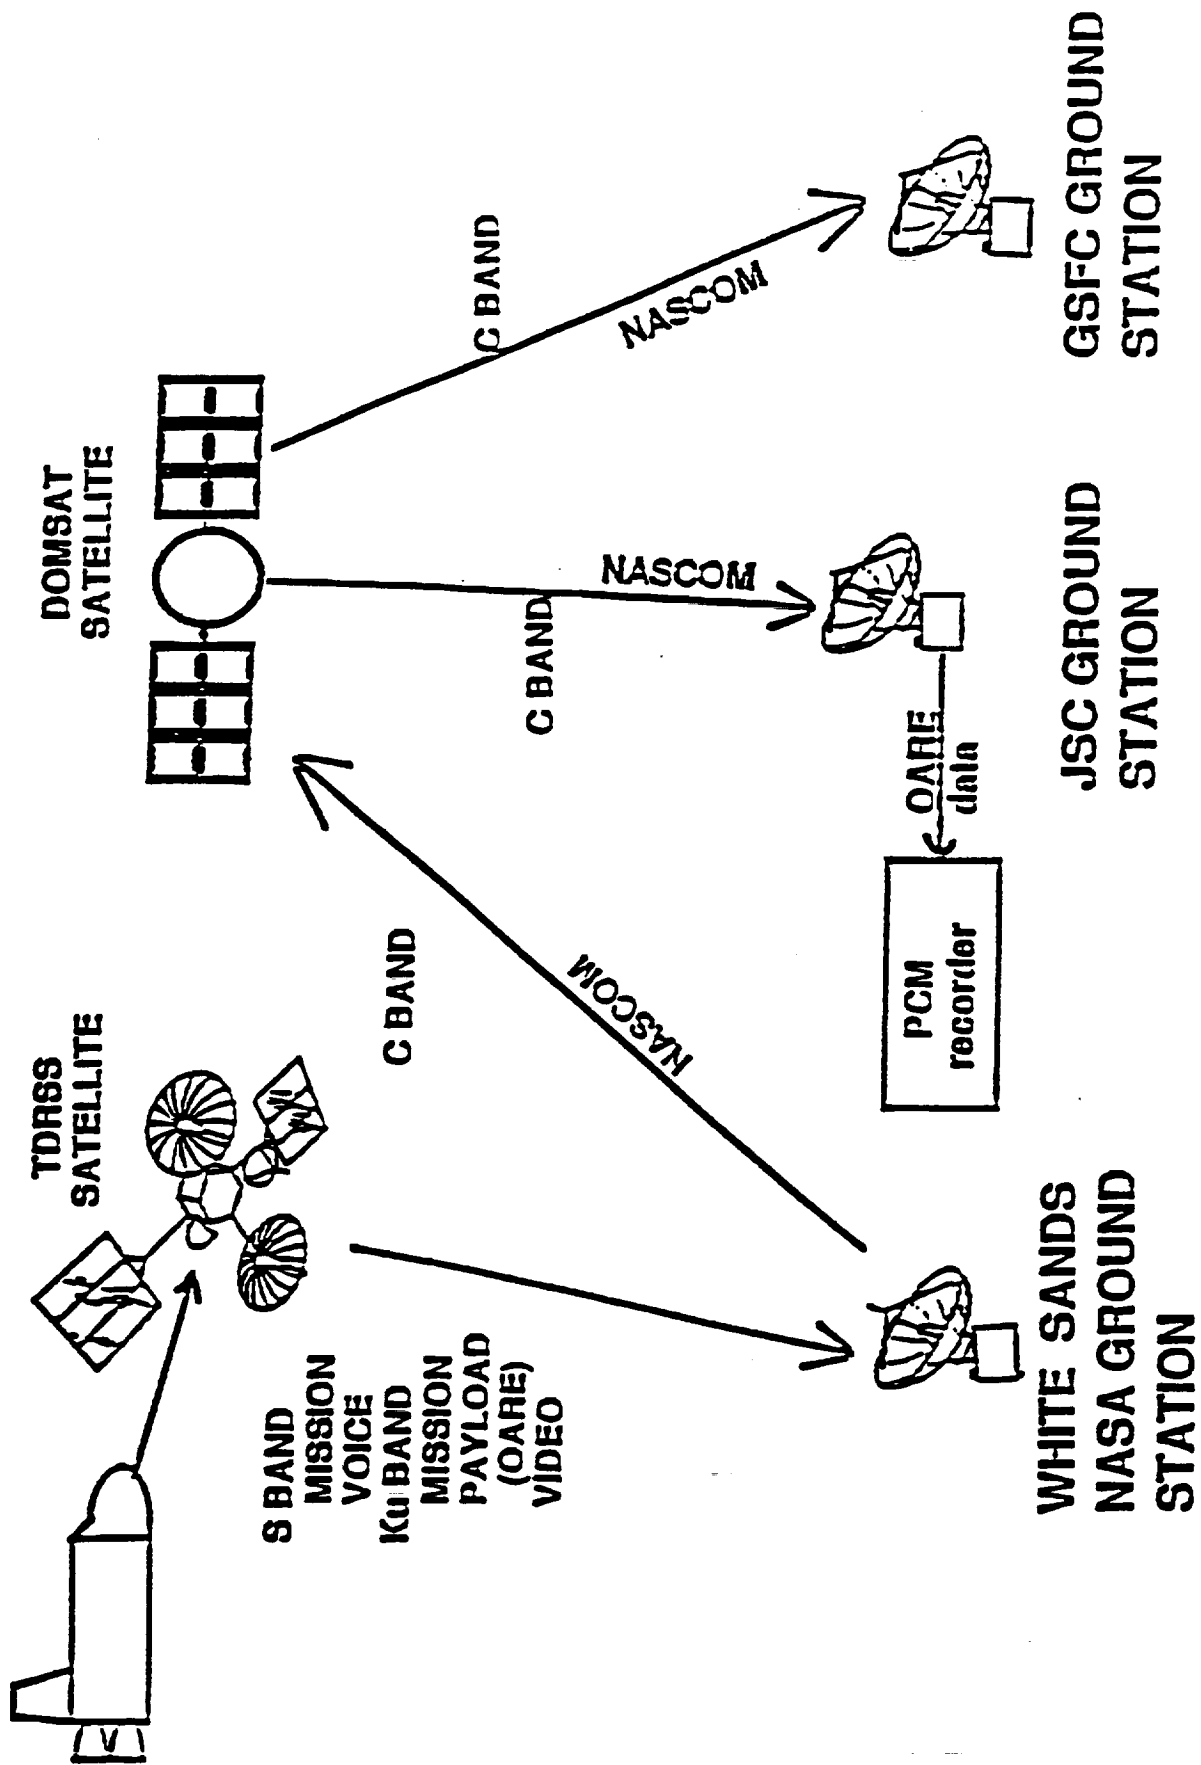 TDRSS
SATELLITE
DOMSAT
SATELLITE
S BAND
MISSION
VOICE
Ku BAND
MISSION
PAYLOAD
(OARE)
VIDEO
C BAND
NASCOM
C BAND
NASCOM
C BAND
NASCOM
PCM
recorder
OARE
data
WHITE SANDS
NASA GROUND
STATION
JSC GROUND
STATION
GSFC GROUND
STATION